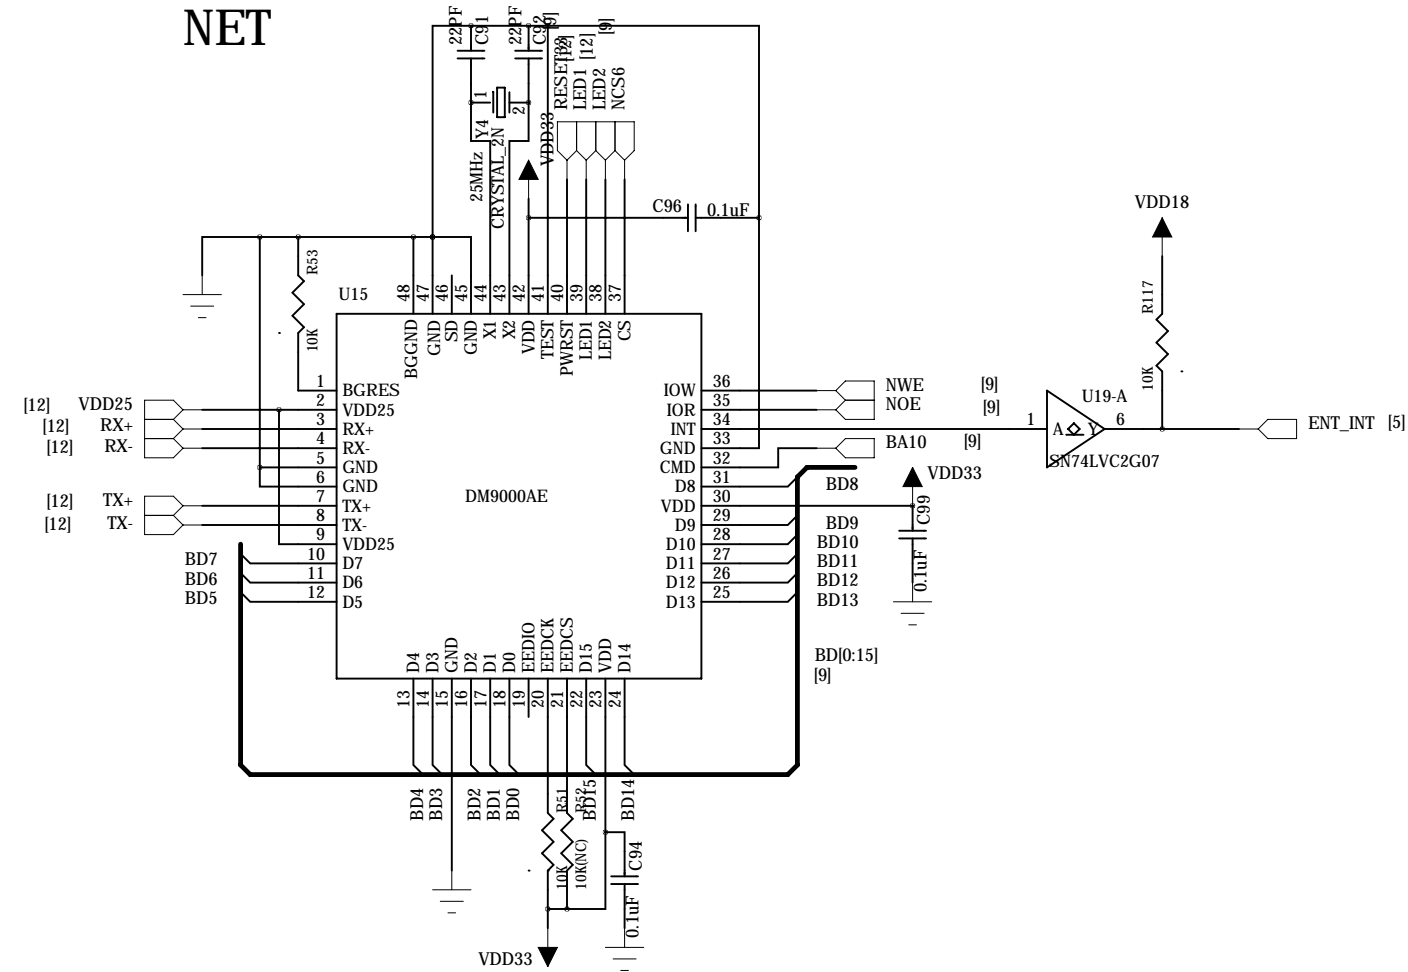 NET
22PF
C91
22PF
C92
[9]
[12]
[12]
[9]
RESET33
LED1
LED2
NCS6
1
2
Y4
25MHz
CRYSTAL_2N
VDD33
C96
0.1uF
VDD18
R53
10K
U15
48
47
46
45
44
43
42
41
40
39
38
37
BGGND
GND
SD
GND
X1
X2
VDD
TEST
PWRST
LED1
LED2
CS
R117
10K
[12] VDD25
[12] RX+
[12] RX-
[12] TX+
[12] TX-
BD7
BD6
BD5
1 BGRES
2 VDD25
3 RX+
4 RX-
5 GND
6 GND
7 TX+
8 TX-
9 VDD25
10 D7
11 D6
12 D5
DM9000AE
IOW 36
IOR 35
INT 34
GND 33
CMD 32
D8 31
VDD 30
D9 29
D10 28
D11 27
D12 26
D13 25
NWE [9]
NOE [9]
BA10 [9]
1
U19-A
A Y
6
SN74LVC2G07
ENT_INT [5]
VDD33
C99
0.1uF
BD8
BD9
BD10
BD11
BD12
BD13
BD[0:15]
[9]
D4
D3
GND
D2
D1
D0
EEDIO
EEDCK
EEDCS
D15
VDD
D14
13
14
15
16
17
18
19
20
21
22
23
24
BD4
BD3
BD2
BD1
BD0
R51
R52
BD15
BD14
10K
10K(NC)
C94
0.1uF
VDD33